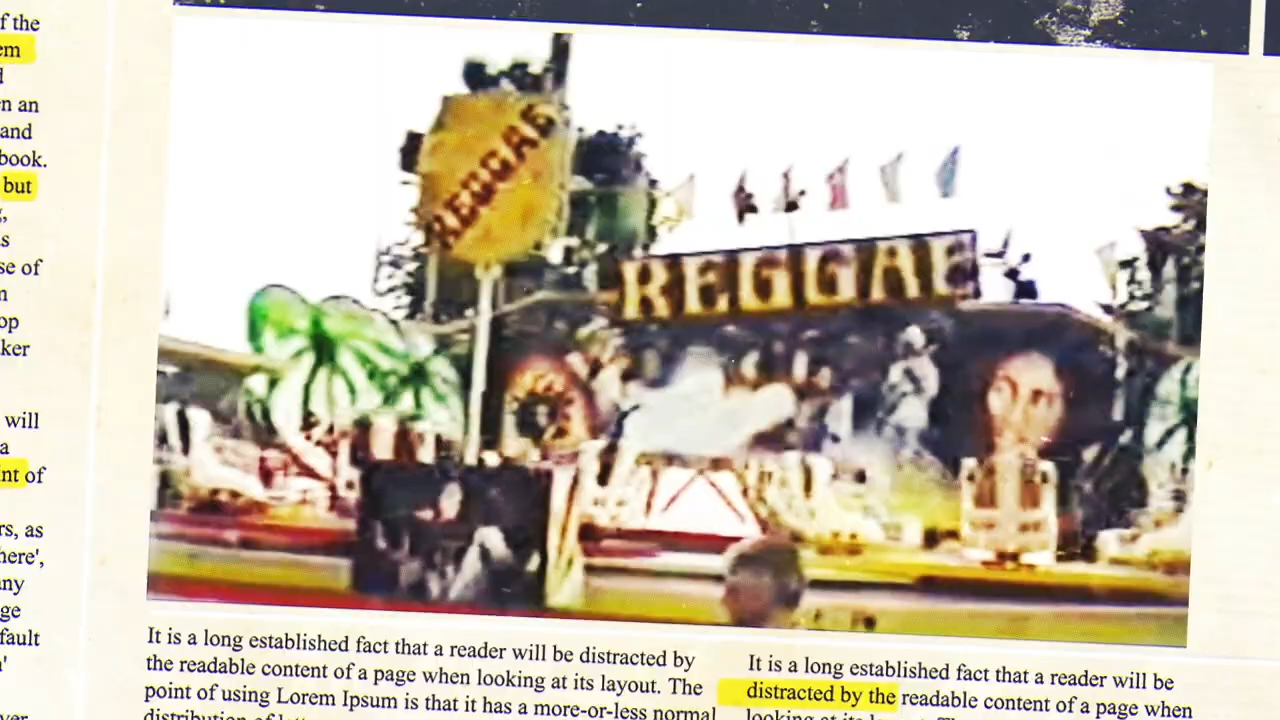 f the
em
n an
and
book.
but
s
se of
n
op
ker
will
a
nt of
rs, as
here',
ny
ge
fault
REGGAE
REGGAE
It is a long established fact that a reader will be distracted by
the readable content of a page when looking at its layout. The
point of using Lorem Ipsum is that it has a more-or-less normal
It is a long established fact that a reader will be
distracted by the readable content of a page when